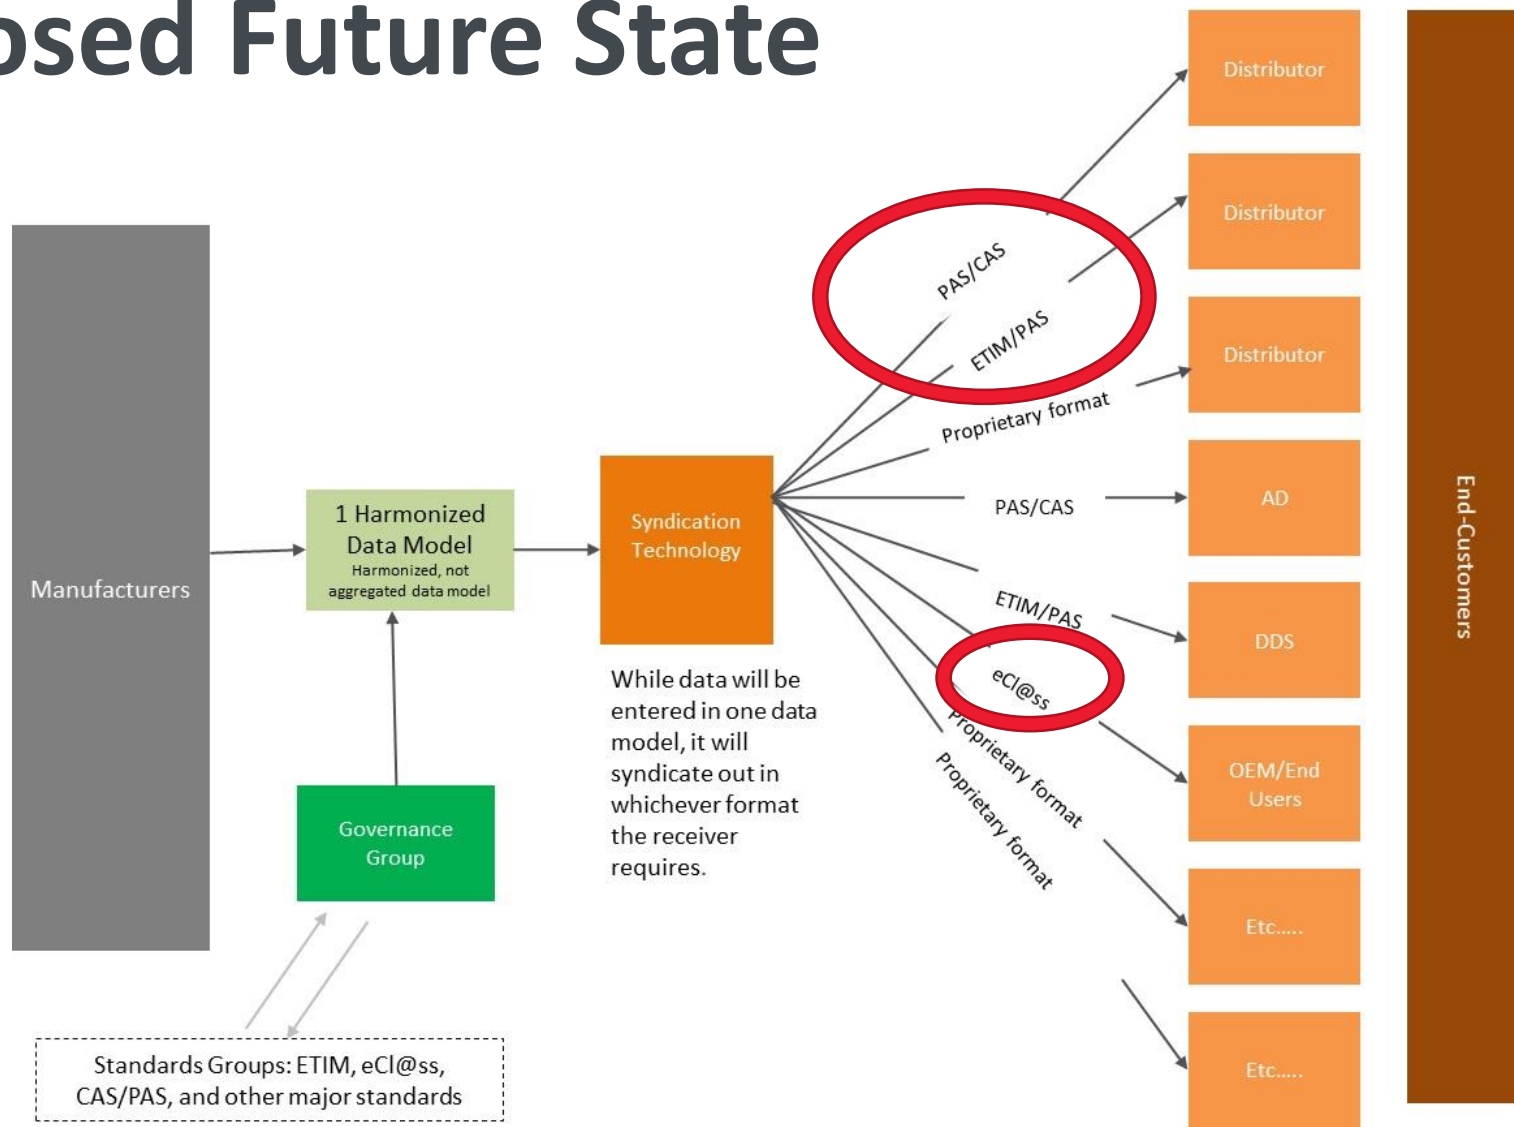 osed Future State
Manufacturers
1 Harmonized
Data Model
Harmonized, not
aggregated data model
Governance
Group
Standards Groups: ETIM, eCl@ss,
CAS/PAS, and other major standards
Syndication
Technology
While data will be
entered in one data
model, it will
syndicate out in
whichever format
the receiver
requires.
PAS/CAS
ETIM/PAS
Proprietary format
PAS/CAS
ETIM/PAS
eCl@ss
Proprietary format
Proprietary format
Distributor
Distributor
Distributor
AD
DDS
OEM/End
Users
Etc.....
Etc.....
End-Customers